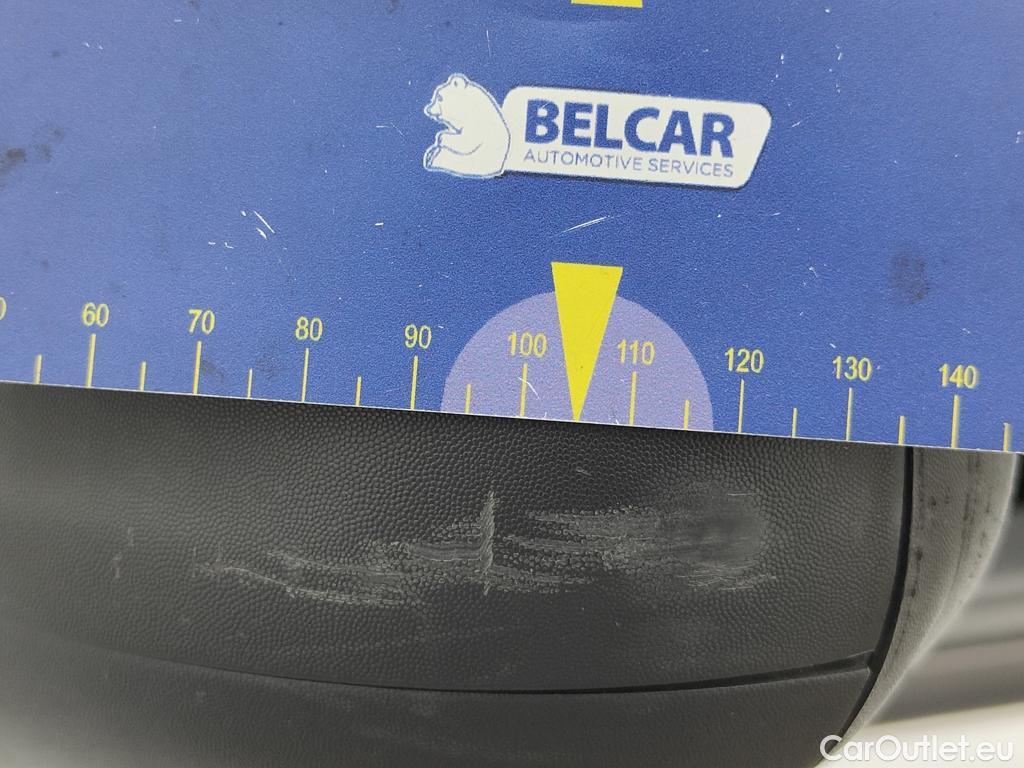 BELCAR
AUTOMOTIVE SERVICES
60 70 80 90 100 110 120 130 140
CarOutlet.eu